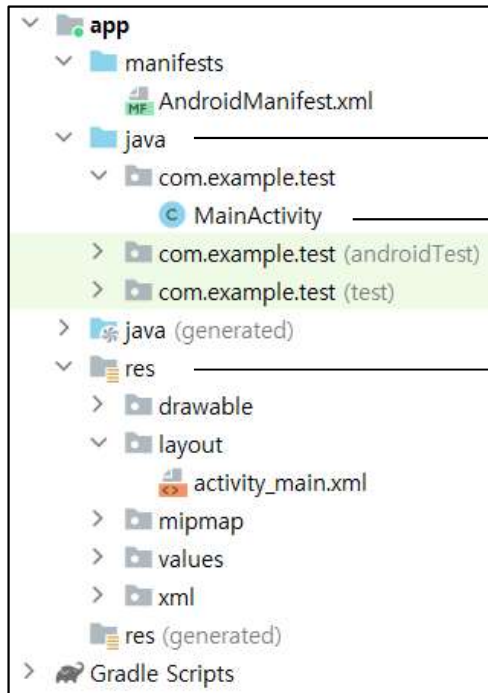 app
manifests
MF AndroidManifest.xml
java
com.example.test
C MainActivity
com.example.test (androidTest)
com.example.test (test)
java (generated)
res
drawable
layout
<> activity_main.xml
mipmap
values
xml
res (generated)
Gradle Scripts